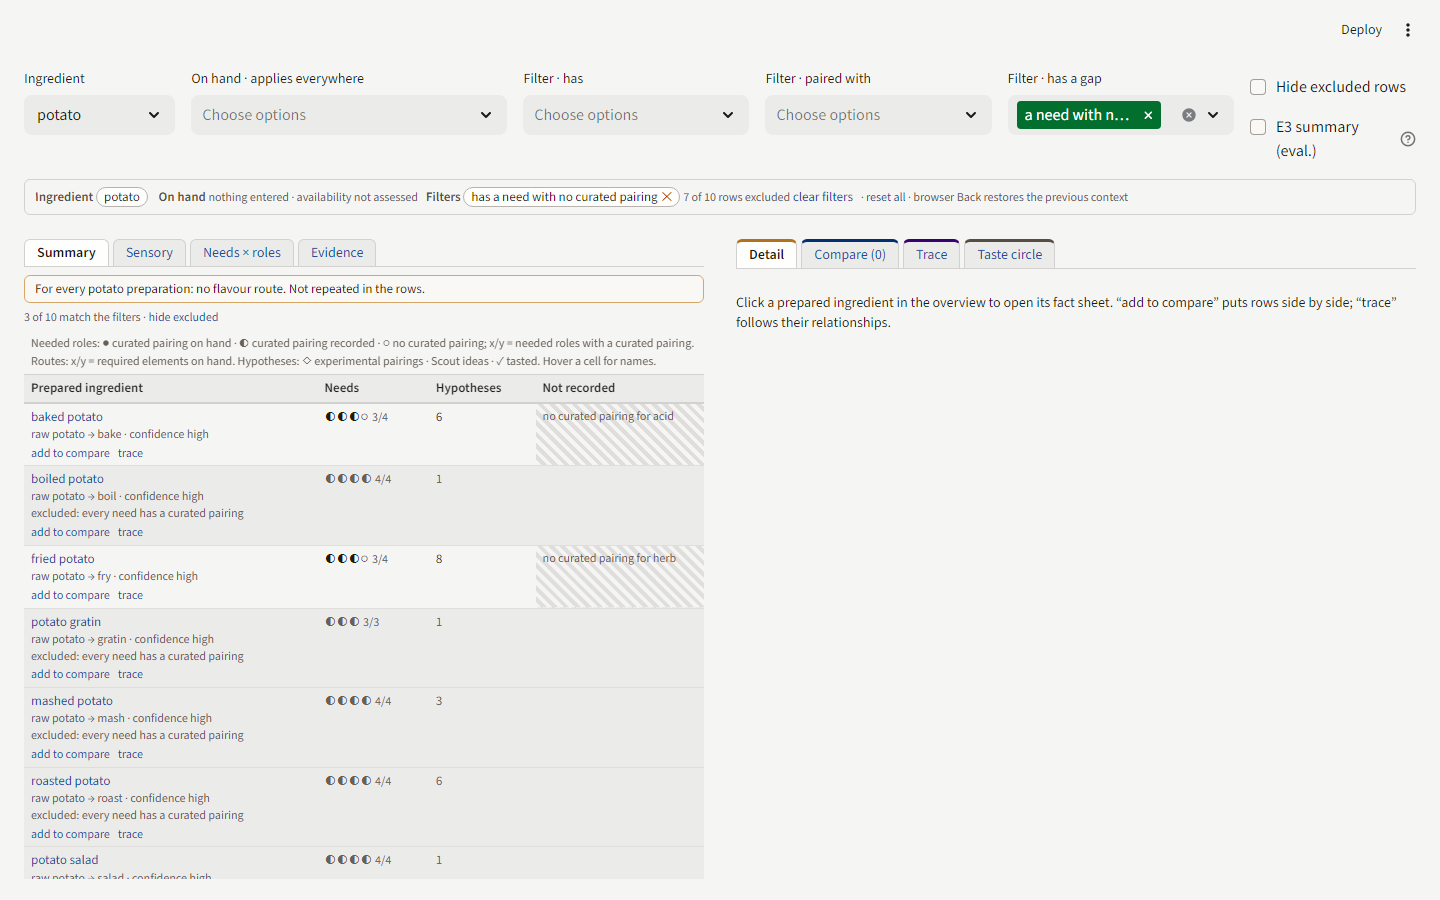 Deploy
Ingredient
On hand · applies everywhere
Filter · has
Filter · paired with
Filter · has a gap
potato
Choose options
Choose options
Choose options
a need with n...
Hide excluded rows
E3 summary
(eval.)
Ingredient potato On hand nothing entered · availability not assessed Filters has a need with no curated pairing 7 of 10 rows excluded clear filters · reset all · browser Back restores the previous context
Summary
Sensory
Needs × roles
Evidence
For every potato preparation: no flavour route. Not repeated in the rows.
3 of 10 match the filters · hide excluded
Needed roles: ● curated pairing on hand · ◐ curated pairing recorded · ○ no curated pairing; x/y = needed roles with a curated pairing.
Routes: x/y = required elements on hand. Hypotheses: ◇ experimental pairings · Scout ideas · ✓ tasted. Hover a cell for names.
Prepared ingredient Needs Hypotheses Not recorded
baked potato ◐◐◐○ 3/4 6 no curated pairing for acid
raw potato → bake · confidence high
add to compare trace
boiled potato ◐◐◐◐ 4/4 1
raw potato → boil · confidence high
excluded: every need has a curated pairing
add to compare trace
fried potato ◐◐◐○ 3/4 8 no curated pairing for herb
raw potato → fry · confidence high
add to compare trace
potato gratin ◐◐◐ 3/3 1
raw potato → gratin · confidence high
excluded: every need has a curated pairing
add to compare trace
mashed potato ◐◐◐◐ 4/4 3
raw potato → mash · confidence high
excluded: every need has a curated pairing
add to compare trace
roasted potato ◐◐◐◐ 4/4 6
raw potato → roast · confidence high
excluded: every need has a curated pairing
add to compare trace
potato salad ◐◐◐◐ 4/4 1
raw potato → salad · confidence high
Detail
Compare (0)
Trace
Taste circle
Click a prepared ingredient in the overview to open its fact sheet. “add to compare” puts rows side by side; “trace”
follows their relationships.